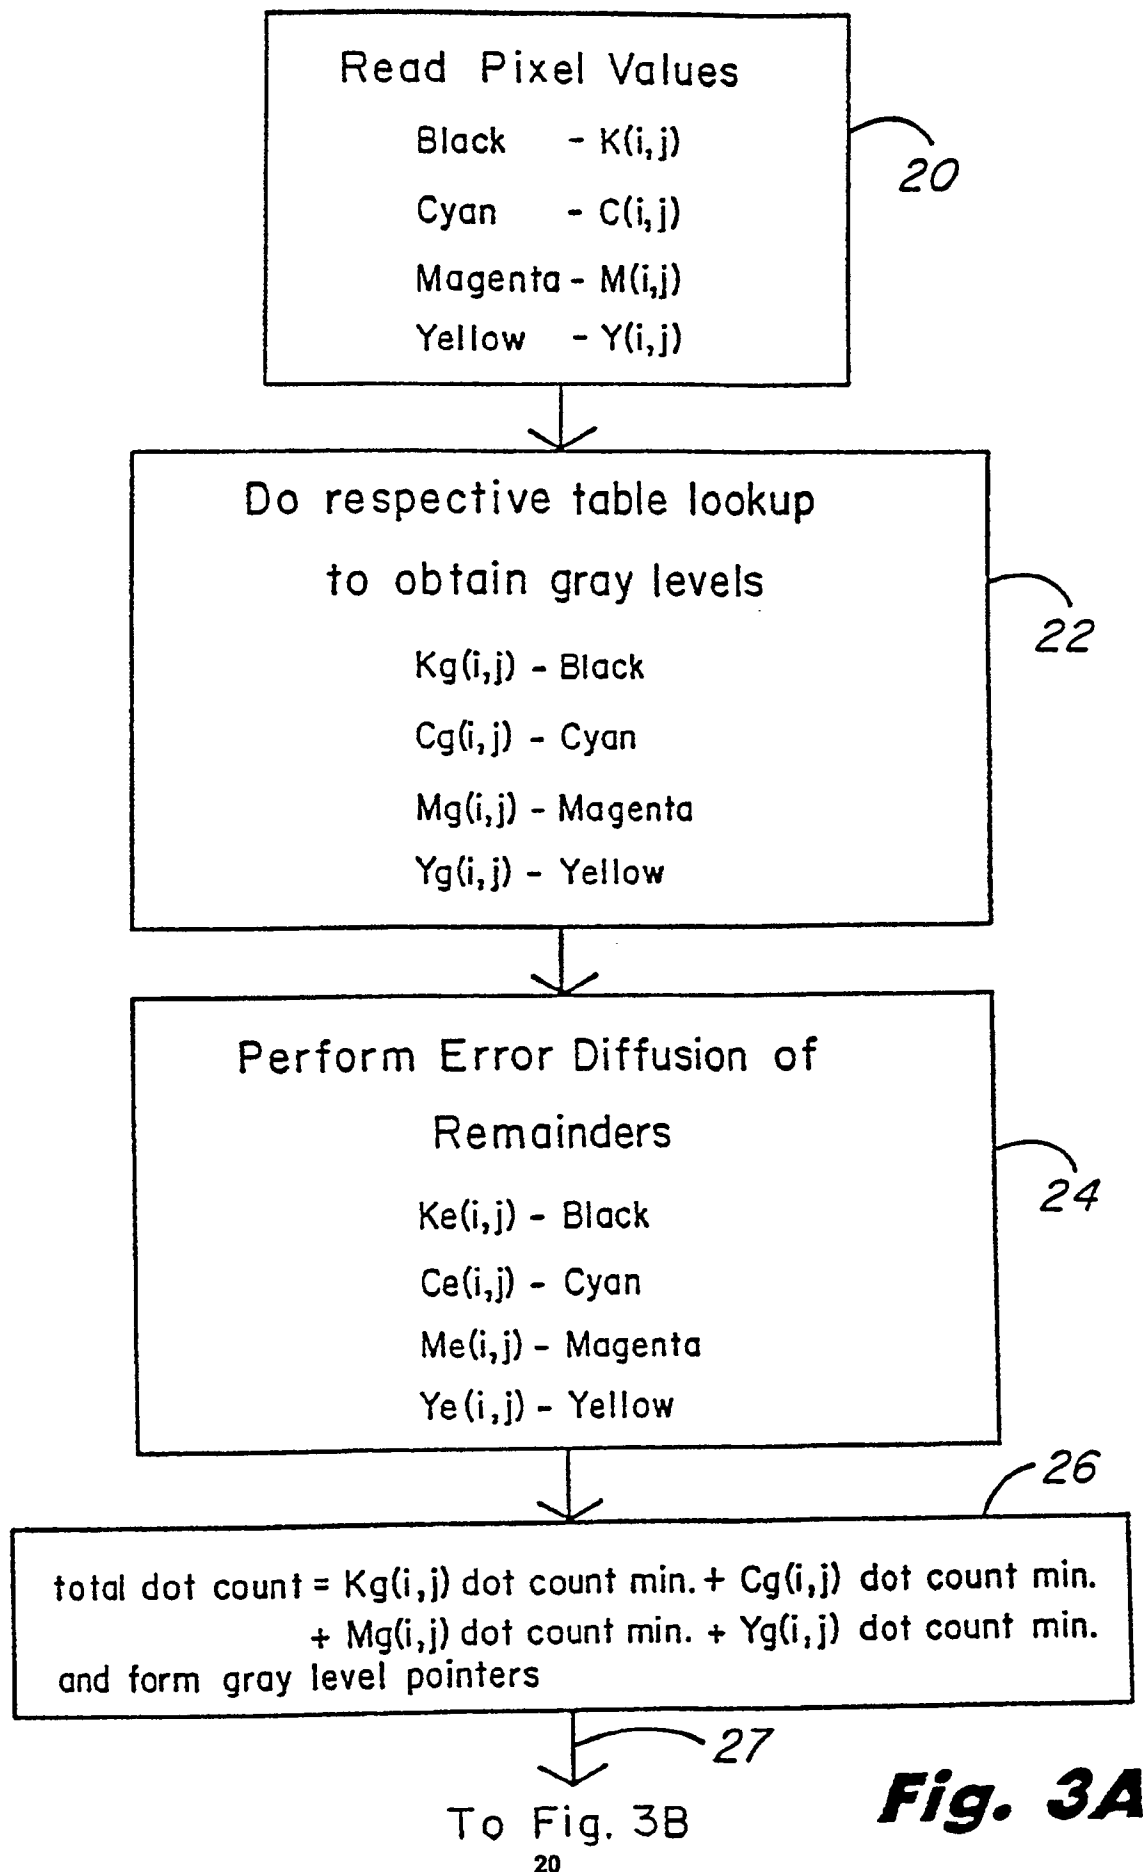 Read Pixel Values
Black - K(i,j)
Cyan - C(i,j)
Magenta - M(i,j)
Yellow - Y(i,j)
20
Do respective table lookup
to obtain gray levels
22
Kg(i,j) - Black
Cg(i,j) - Cyan
Mg(i,j) - Magenta
Yg(i,j) - Yellow
Perform Error Diffusion of
Remainders
24
Ke(i,j) - Black
Ce(i,j) - Cyan
Me(i,j) - Magenta
Ye(i,j) - Yellow
26
total dot count = Kg(i,j) dot count min. + Cg(i,j) dot count min.
+ Mg(i,j) dot count min. + Yg(i,j) dot count min.
and form gray level pointers
27
To Fig. 3B
Fig. 3A
20